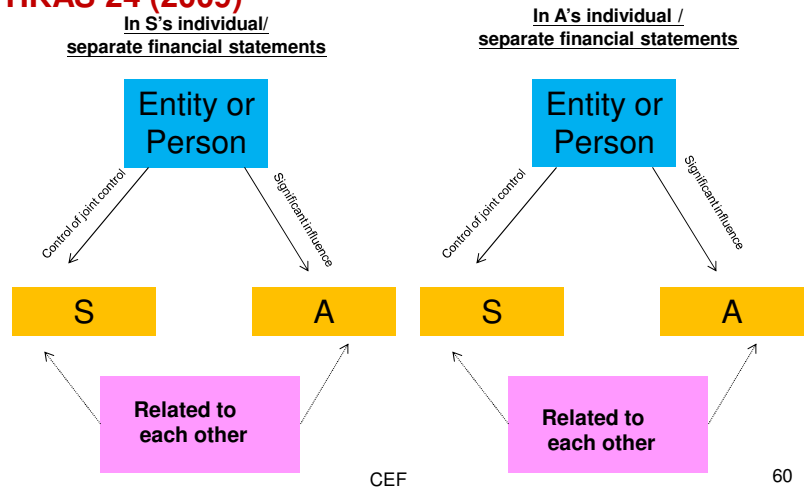 HKAS 24 (2009)
In S's individual/
separate financial statements
Entity or
Person
Control of joint control
Significant influence
S
A
Related to
each other
In A's individual /
separate financial statements
Entity or
Person
Control of joint control
Significant influence
S
A
Related to
each other
CEF
60